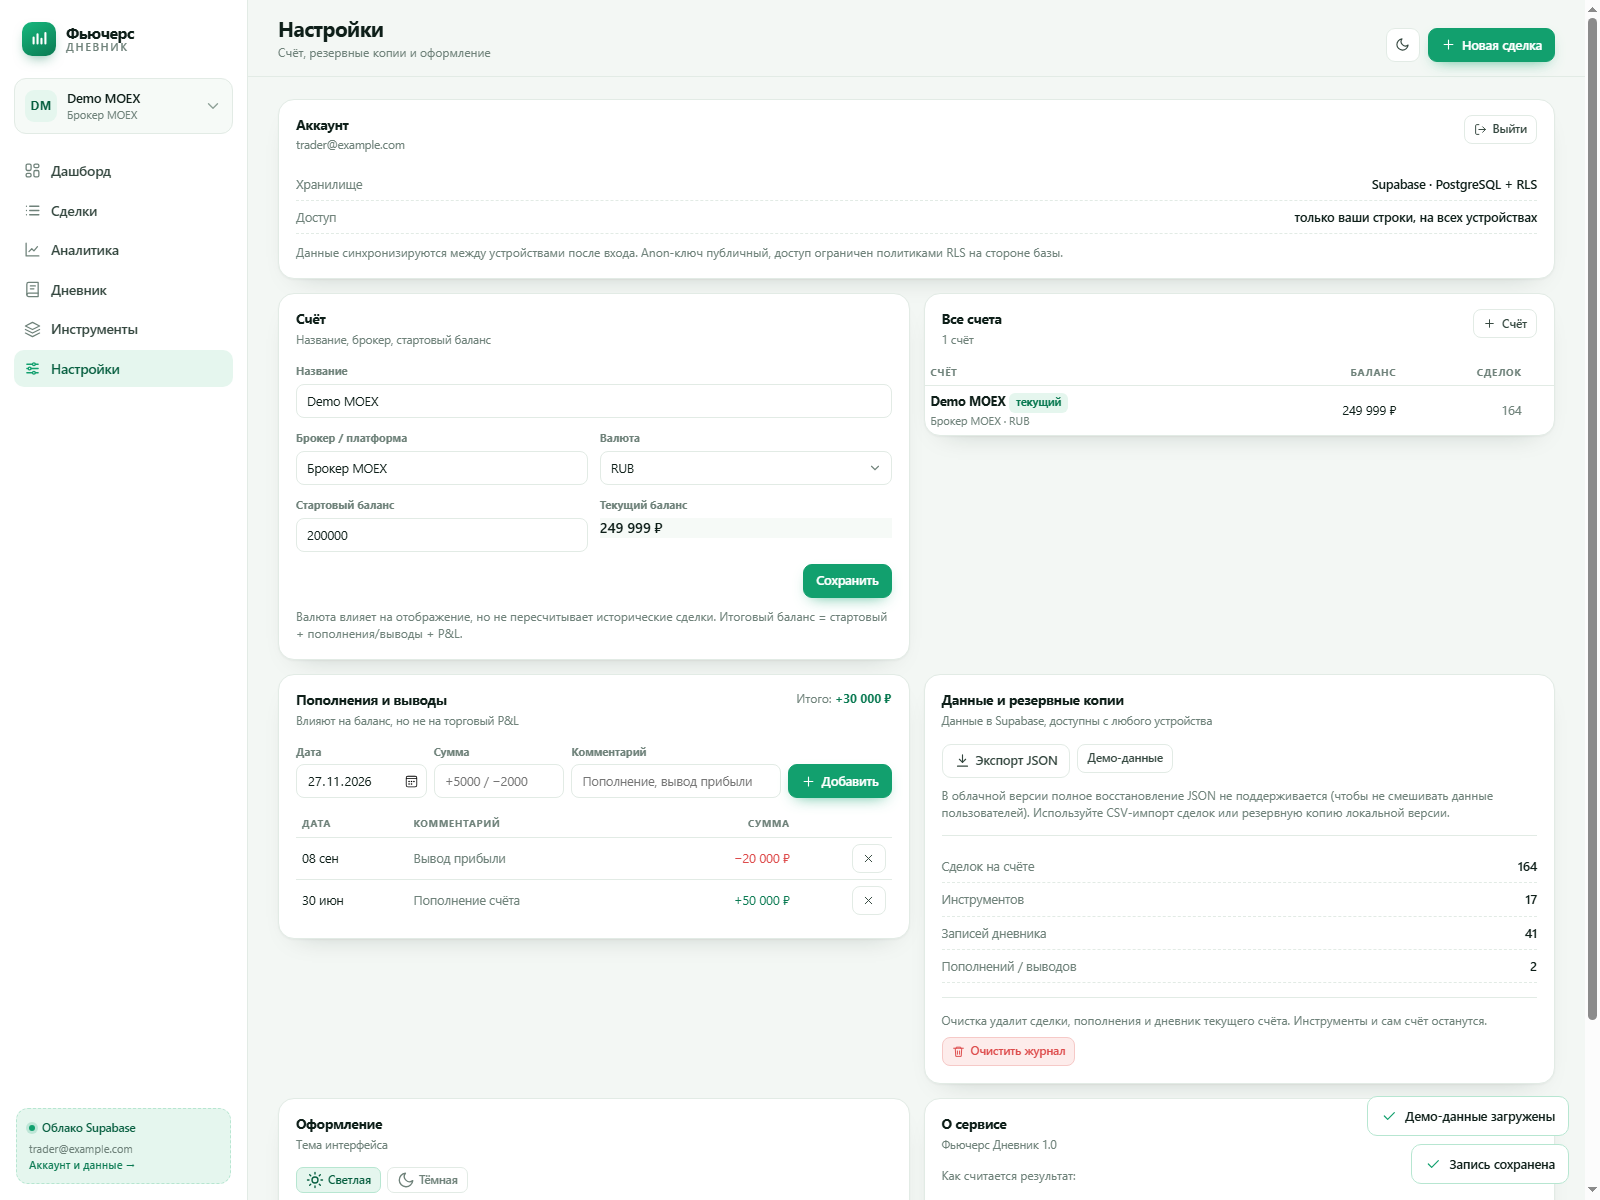 Фьючерс
ДНЕВНИК
DM
Demo MOEX
Брокер MOEX
Дашборд
Сделки
Аналитика
Дневник
Инструменты
Настройки
Облако Supabase
trader@example.com
Аккаунт и данные →
Настройки
Счёт, резервные копии и оформление
Новая сделка
Аккаунт
trader@example.com
Выйти
Хранилище
Supabase · PostgreSQL + RLS
Доступ
только ваши строки, на всех устройствах
Данные синхронизируются между устройствами после входа. Anon-ключ публичный, доступ ограничен политиками RLS на стороне базы.
Счёт
Название, брокер, стартовый баланс
Название
Demo MOEX
Брокер / платформа
Валюта
Брокер MOEX
RUB
Стартовый баланс
Текущий баланс
200000
249 999 ₽
Сохранить
Валюта влияет на отображение, но не пересчитывает исторические сделки. Итоговый баланс = стартовый
+ пополнения/выводы + P&L.
Все счета
1 счёт
Счёт
СЧЁТ
БАЛАНС
СДЕЛОК
Demo MOEX текущий
Брокер MOEX · RUB
249 999 ₽
164
Пополнения и выводы
Влияют на баланс, но не на торговый P&L
Итого: +30 000 ₽
Дата
Сумма
Комментарий
27.11.2026
+5000 / −2000
Пополнение, вывод прибыли
Добавить
ДАТА
КОММЕНТАРИЙ
СУММА
08 сен
Вывод прибыли
−20 000 ₽
30 июн
Пополнение счёта
+50 000 ₽
Данные и резервные копии
Данные в Supabase, доступны с любого устройства
Экспорт JSON
Демо-данные
В облачной версии полное восстановление JSON не поддерживается (чтобы не смешивать данные
пользователей). Используйте CSV-импорт сделок или резервную копию локальной версии.
Сделок на счёте
164
Инструментов
17
Записей дневника
41
Пополнений / выводов
2
Очистка удалит сделки, пополнения и дневник текущего счёта. Инструменты и сам счёт останутся.
Очистить журнал
Оформление
Тема интерфейса
Светлая
Тёмная
О сервисе
Фьючерс Дневник 1.0
Как считается результат:
Демо-данные загружены
Запись сохранена